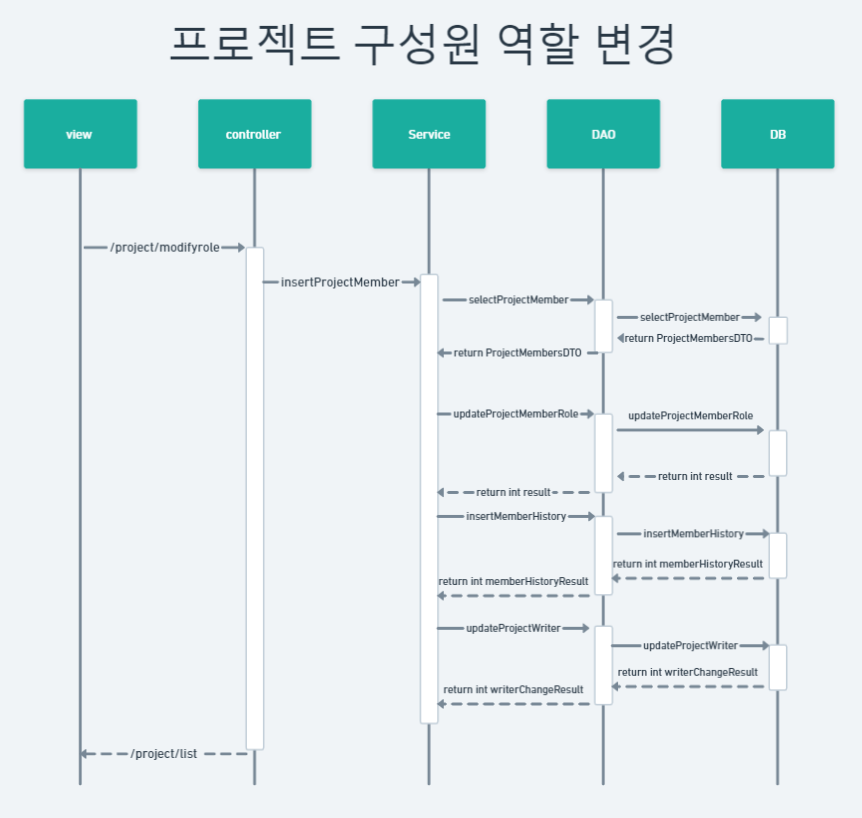 프로젝트 구성원 역할 변경
view
controller
Service
DAO
DB
/project/modifyrole
insertProjectMember
selectProjectMember
selectProjectMember
return ProjectMembersDTO
return ProjectMembersDTO
updateProjectMemberRole
updateProjectMemberRole
return int result
return int result
insertMemberHistory
insertMemberHistory
return int memberHistoryResult
return int memberHistoryResult
updateProjectWriter
updateProjectWriter
return int writerChangeResult
return int writerChangeResult
/project/list